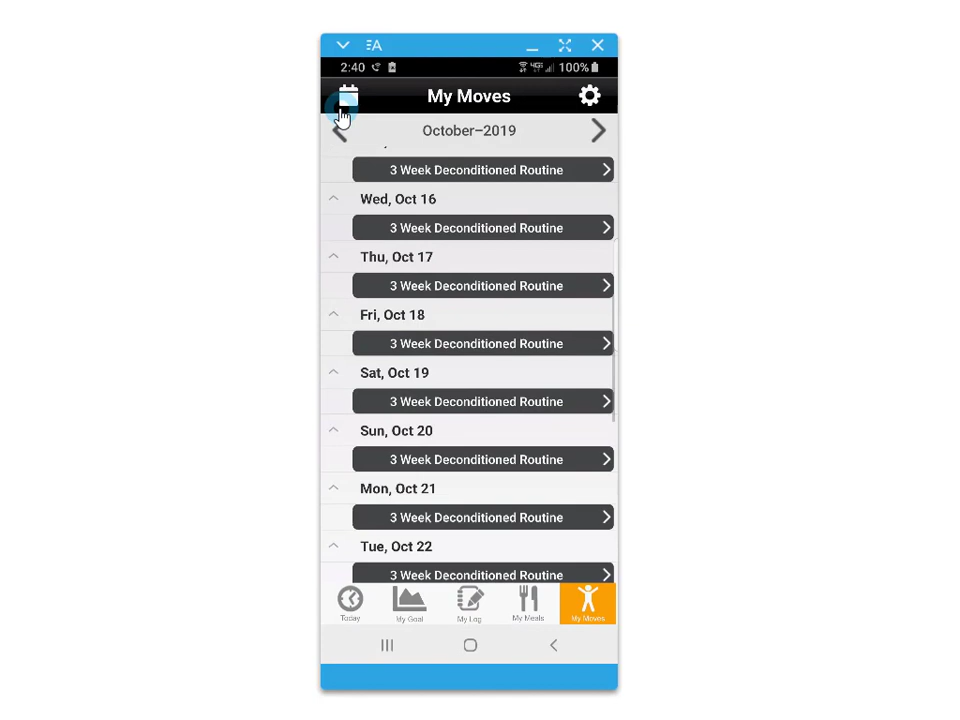 2:40 100%
My Moves
October-2019
3 Week Deconditioned Routine
Wed, Oct 16
3 Week Deconditioned Routine
Thu, Oct 17
3 Week Deconditioned Routine
Fri, Oct 18
3 Week Deconditioned Routine
Sat, Oct 19
3 Week Deconditioned Routine
Sun, Oct 20
3 Week Deconditioned Routine
Mon, Oct 21
3 Week Deconditioned Routine
Tue, Oct 22
3 Week Deconditioned Routine
Today My Goal My Log My Meals My Moves